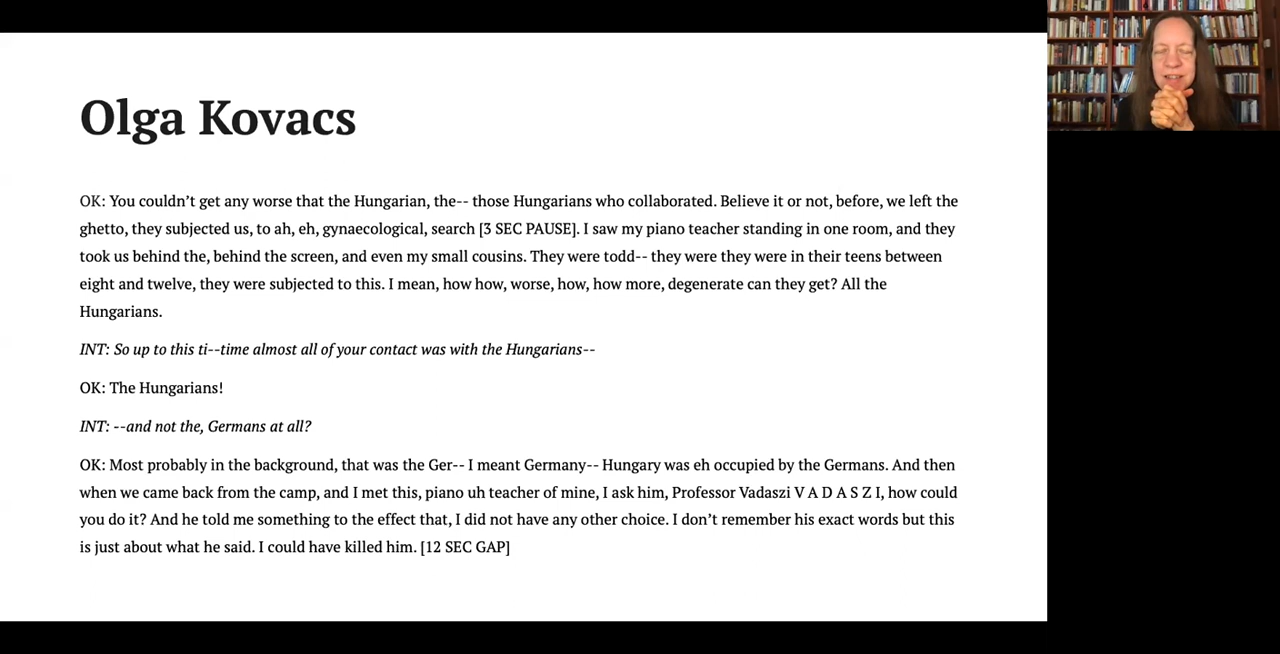 Olga Kovacs
OK: You couldn't get any worse that the Hungarian, the-- those Hungarians who collaborated. Believe it or not, before, we left the
ghetto, they subjected us, to ah, eh, gynaecological, search [3 SEC PAUSE]. I saw my piano teacher standing in one room, and they
took us behind the, behind the screen, and even my small cousins. They were todd-- they were they were in their teens between
eight and twelve, they were subjected to this. I mean, how how, worse, how, how more, degenerate can they get? All the
Hungarians.
INT: So up to this ti--time almost all of your contact was with the Hungarians--
OK: The Hungarians!
INT: --and not the, Germans at all?
OK: Most probably in the background, that was the Ger-- I meant Germany-- Hungary was eh occupied by the Germans. And then
when we came back from the camp, and I met this, piano uh teacher of mine, I ask him, Professor Vadaszi V A D A S Z I, how could
you do it? And he told me something to the effect that, I did not have any other choice. I don't remember his exact words but this
is just about what he said. I could have killed him. [12 SEC GAP]